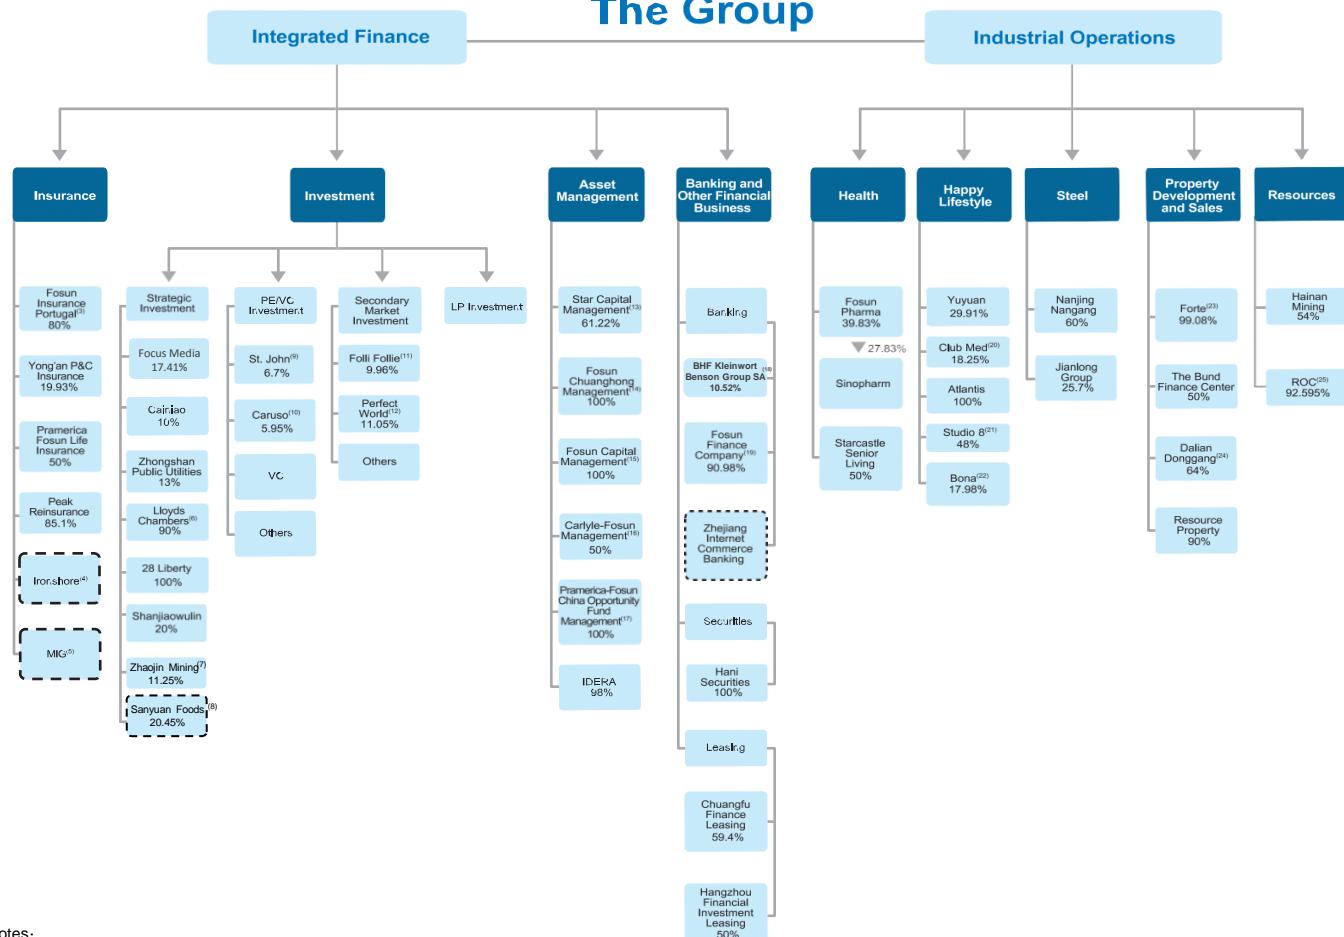 The Group
Integrated Finance
Industrial Operations
Insurance
Investment
Asset
Management
Banking and
Other Financial
Business
Health
Happy
Lifestyle
Steel
Property
Development
and Sales
Resources
Fosun
Insurance
Portugal(3)
80%
Yong'an P&C
Insurance
19.93%
Pramerica
Fosun Life
Insurance
50%
Peak
Reinsurance
85.1%
Ironshore(4)
MIG(5)
Strategic
Investment
Focus Media
17.41%
Cainiao
10%
Zhongshan
Public Utilities
13%
Lloyds
Chambers(6)
90%
28 Liberty
100%
Shanjiaowulin
20%
Zhaojin Mining(7)
11.25%
Sanyuan Foods(8)
20.45%
PE/VC
Investment
St. John(9)
6.7%
Caruso(10)
5.95%
VC
Others
Secondary
Market
Investment
Folli Follie(11)
9.96%
Perfect
World(12)
11.05%
Others
LP Investment
Star Capital
Management(13)
61.22%
Fosun
Chuanghong
Management(14)
100%
Fosun Capital
Management(15)
100%
Carlyle-Fosun
Management(16)
50%
Pramerica-Fosun
China Opportunity
Fund
Management(17)
100%
IDERA
98%
Banking
BHF Kleinwort
Benson Group SA(18)
10.52%
Fosun
Finance
Company(19)
90.98%
Zhejiang
Internet
Commerce
Banking
Securities
Hani
Securities
100%
Leasing
Chuangfu
Finance
Leasing
59.4%
Hangzhou
Financial
Investment
Leasing
50%
Fosun
Pharma
39.83%
27.83%
Sinopharm
Starcastle
Senior
Living
50%
Yuyuan
29.91%
Club Med(20)
18.25%
Atlantis
100%
Studio 8(21)
48%
Bona(22)
17.98%
Nanjing
Nangang
60%
Jianlong
Group
25.7%
Forte(23)
99.08%
The Bund
Finance Center
50%
Dalian
Donggang(24)
64%
Resource
Property
90%
Hainan
Mining
54%
ROC(25)
92.595%
otes: